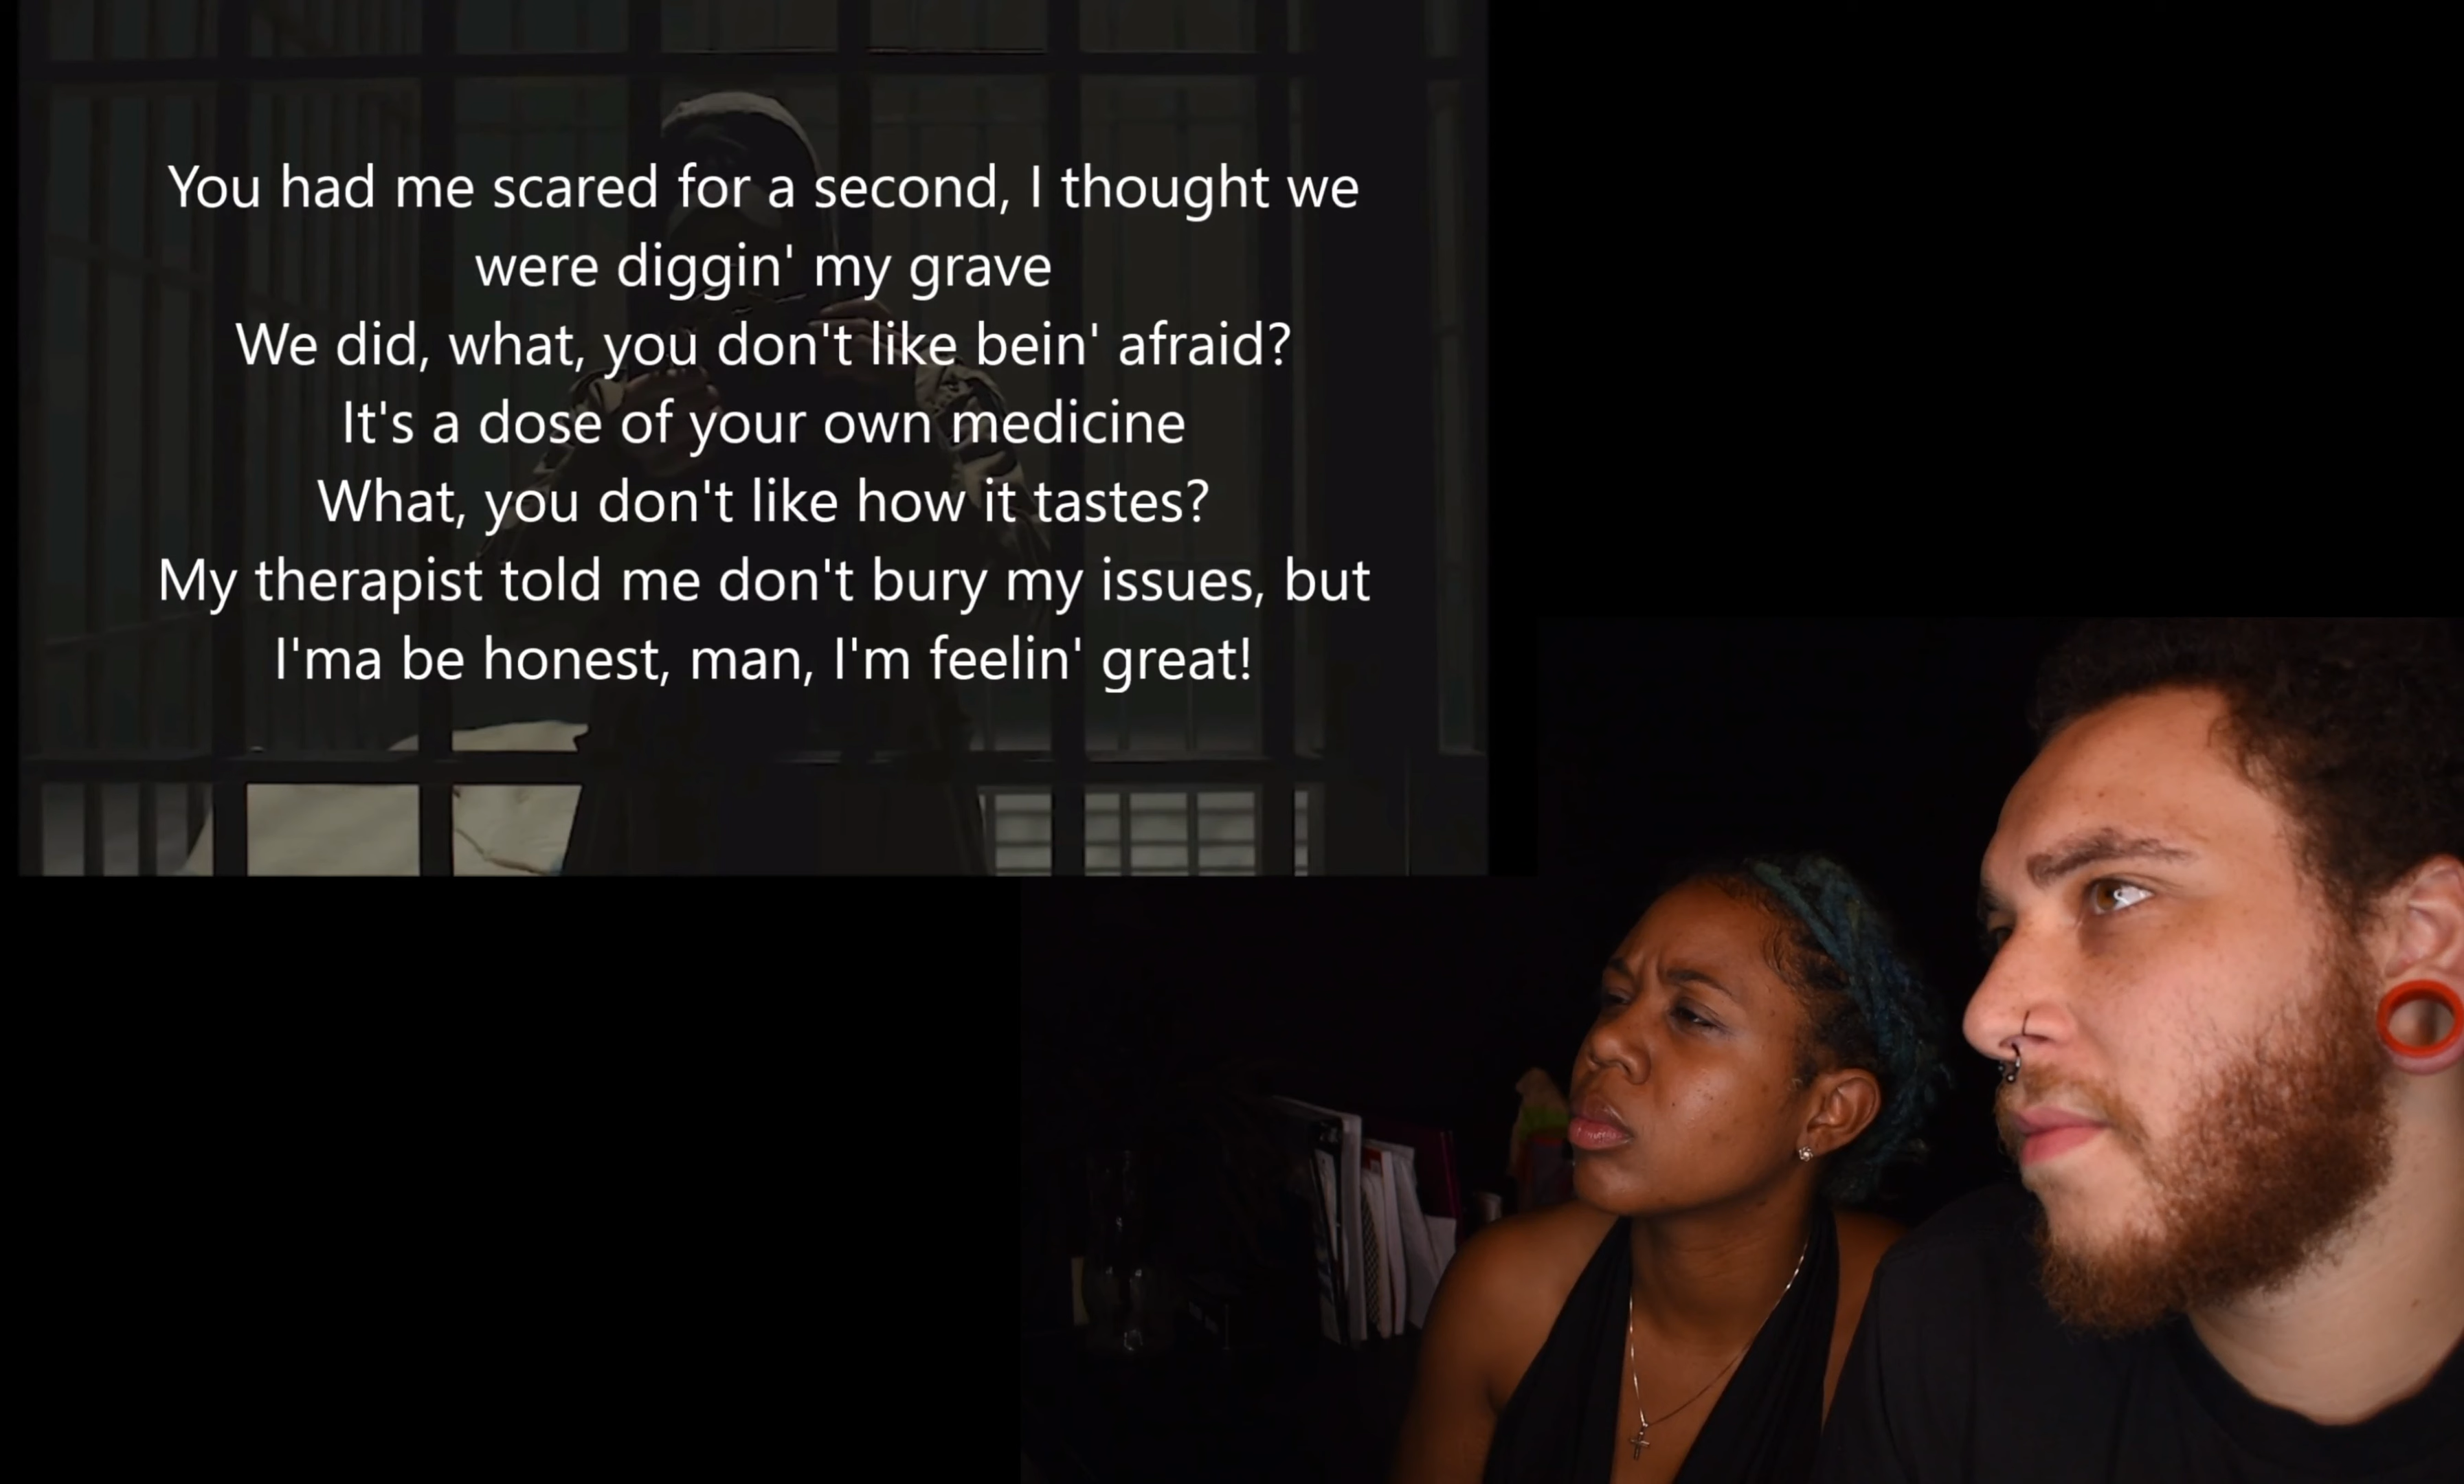 You had me scared for a second, I thought we
were diggin' my grave
We did, what, you don't like bein' afraid?
It's a dose of your own medicine
What, you don't like how it tastes?
My therapist told me don't bury my issues, but
I'ma be honest, man, I'm feelin' great!